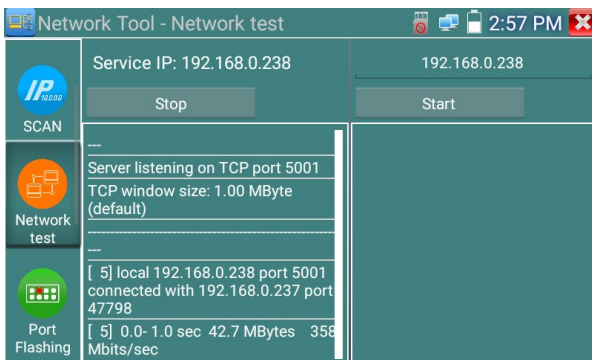 Network Tool - Network test
2:57 PM
IP
SCAN
Network
test
Port
Flashing
Service IP: 192.168.0.238
Stop
---
Server listening on TCP port 5001
TCP window size: 1.00 MByte
(default)
------------------------------------------------------------
---
[ 5] local 192.168.0.238 port 5001
connected with 192.168.0.237 port
47798
[ 5] 0.0- 1.0 sec 42.7 MBytes 358
Mbits/sec
192.168.0.238
Start